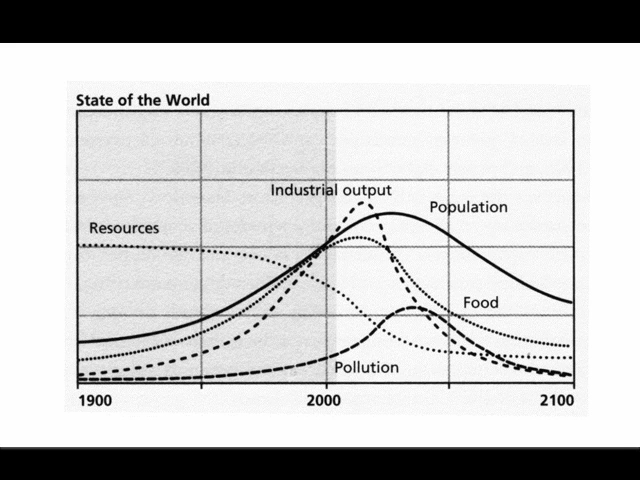 State of the World
Industrial output
Population
Resources
Food
Pollution
1900 2000 2100